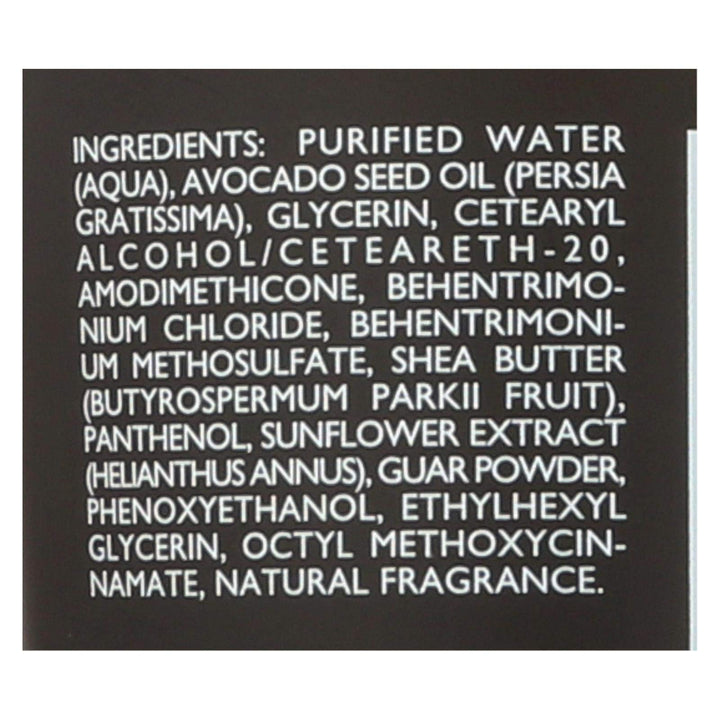 INGREDIENTS: PURIFIED WATER
(AQUA), AVOCADO SEED OIL (PERSIA
GRATISSIMA), GLYCERIN, CETEARYL
ALCOHOL/CETEARETH-20,
AMODIMETHICONE, BEHENTRIMO-
NIUM CHLORIDE, BEHENTRIMONI-
UM METHOSULFATE, SHEA BUTTER
(BUTYROSPERMUM PARKII FRUIT),
PANTHENOL, SUNFLOWER EXTRACT
(HELIANTHUS ANNUS), GUAR POWDER,
PHENOXYETHANOL, ETHYLHEXYL
GLYCERIN, OCTYL METHOXYCIN-
NAMATE, NATURAL FRAGRANCE.